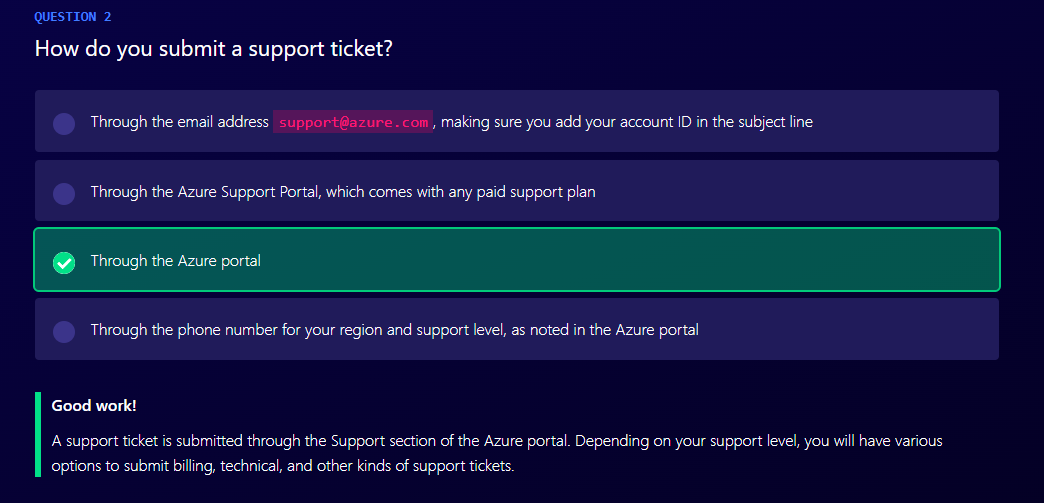 QUESTION 2
How do you submit a support ticket?
Through the email address support@azure.com, making sure you add your account ID in the subject line
Through the Azure Support Portal, which comes with any paid support plan
Through the Azure portal
Through the phone number for your region and support level, as noted in the Azure portal
Good work!
A support ticket is submitted through the Support section of the Azure portal. Depending on your support level, you will have various
options to submit billing, technical, and other kinds of support tickets.